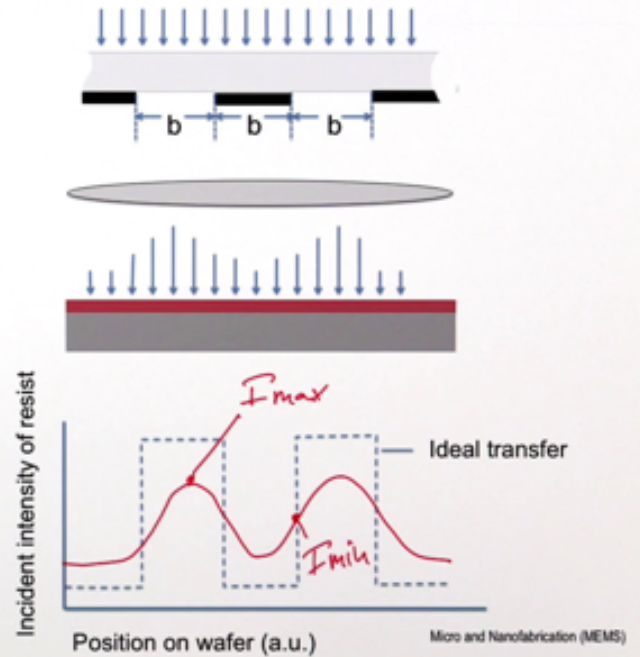 b b b
Imax
Incident intensity of resist
Ideal transfer
Imin
Position on wafer (a.u.)
Micro and Nanofabrication (MEMS)